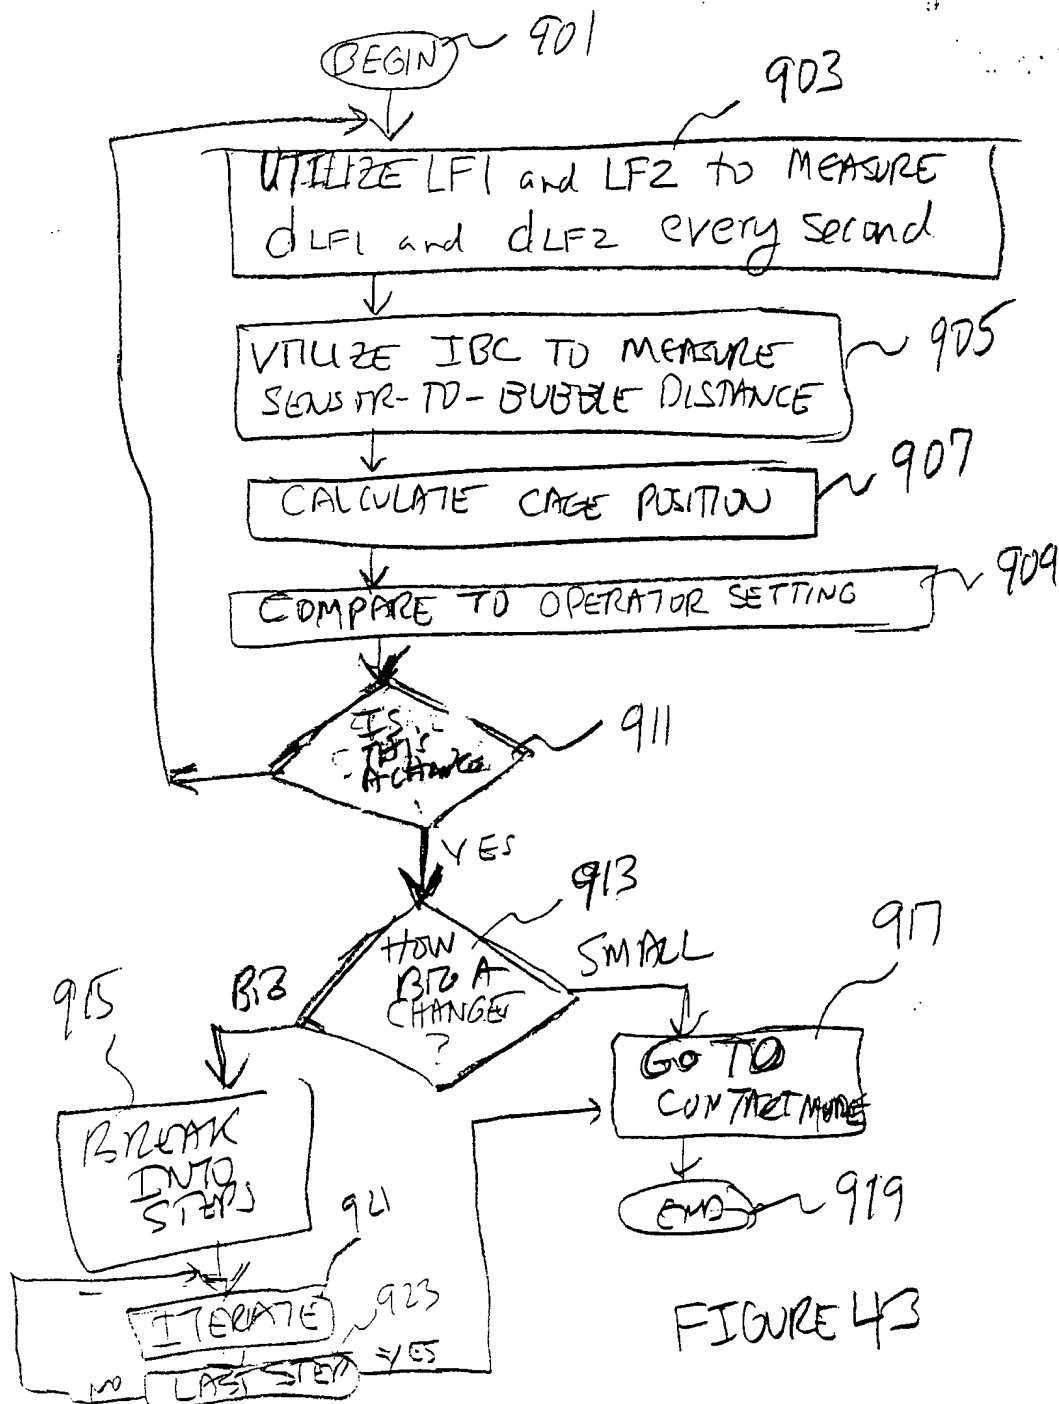 BEGIN 901
903
UTILIZE LF1 and LF2 to MEASURE
dLF1 and dLF2 every second
UTILIZE IBC TO MEASURE
SENSOR-TO-BUBBLE DISTANCE
905
CALCULATE CAGE POSITION
907
COMPARE TO OPERATOR SETTING
909
IS
THIS
A CHANGE
911
YES
913
HOW
BIG A
CHANGE
?
BIG
SMALL
915
917
GO TO
CONTACT MODE
BREAK
INTO
STEPS
END 919
921
ITERATE
923
NO
LAST STEP
YES
FIGURE 43